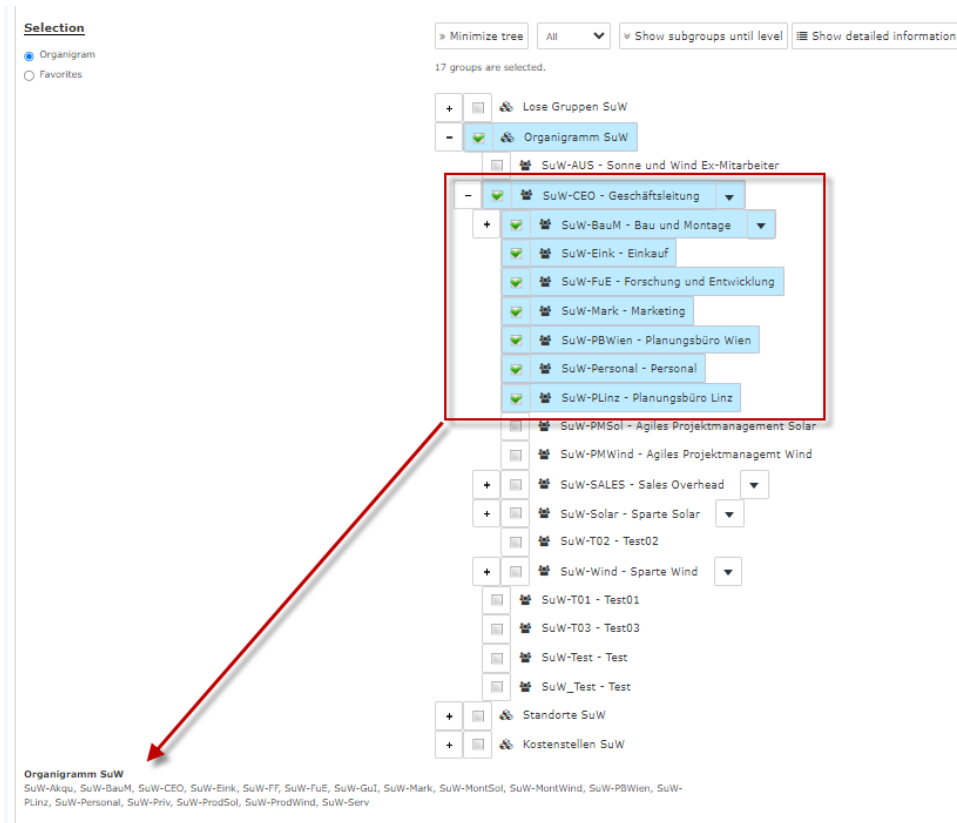 Selection
Organigram
Favorites
» Minimize tree All Show subgroups until level Show detailed information
17 groups are selected.
+ Lose Gruppen SuW
- Organigramm SuW
SuW-AUS - Sonne und Wind Ex-Mitarbeiter
- SuW-CEO - Geschäftsleitung
+ SuW-BauM - Bau und Montage
SuW-Eink - Einkauf
SuW-FuE - Forschung und Entwicklung
SuW-Mark - Marketing
SuW-PBWien - Planungsbüro Wien
SuW-Personal - Personal
SuW-PLinz - Planungsbüro Linz
SuW-PMSol - Agiles Projektmanagement Solar
SuW-PMWind - Agiles Projektmanagemt Wind
+ SuW-SALES - Sales Overhead
+ SuW-Solar - Sparte Solar
SuW-T02 - Test02
+ SuW-Wind - Sparte Wind
SuW-T01 - Test01
SuW-T03 - Test03
SuW-Test - Test
SuW_Test - Test
+ Standorte SuW
+ Kostenstellen SuW
Organigramm SuW
SuW-Akqu, SuW-BauM, SuW-CEO, SuW-Eink, SuW-FF, SuW-FuE, SuW-GuI, SuW-Mark, SuW-MontSol, SuW-MontWind, SuW-PBWien, SuW-
PLinz, SuW-Personal, SuW-Priv, SuW-ProdSol, SuW-ProdWind, SuW-Serv